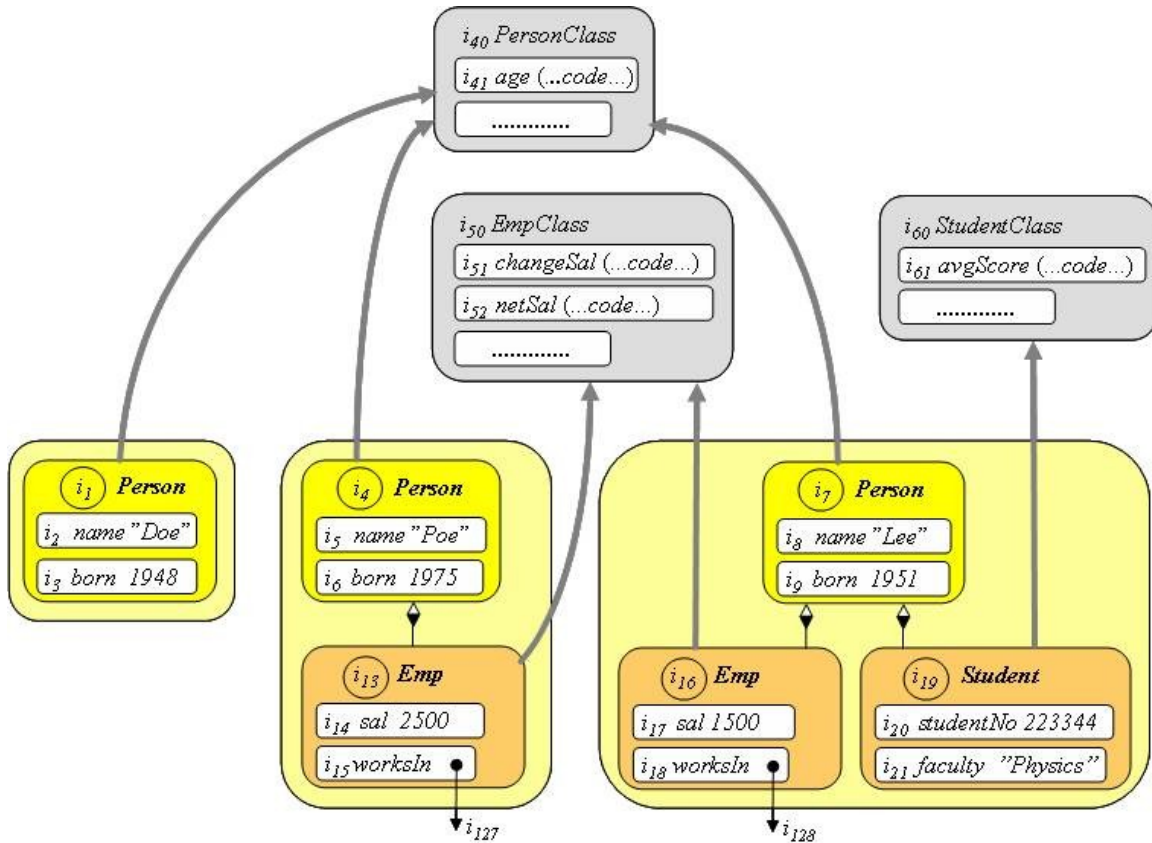 i40 PersonClass
i41 age (...code...)
.............
i50 EmpClass
i51 changeSal (...code...)
i52 netSal (...code...)
.............
i60 StudentClass
i61 avgScore (...code...)
.............
i1 Person
i2 name "Doe"
i3 born 1948
i4 Person
i5 name "Poe"
i6 born 1975
i7 Person
i8 name "Lee"
i9 born 1951
i13 Emp
i14 sal 2500
i15 worksIn
i127
i16 Emp
i17 sal 1500
i18 worksIn
i128
i19 Student
i20 studentNo 223344
i21 faculty "Physics"